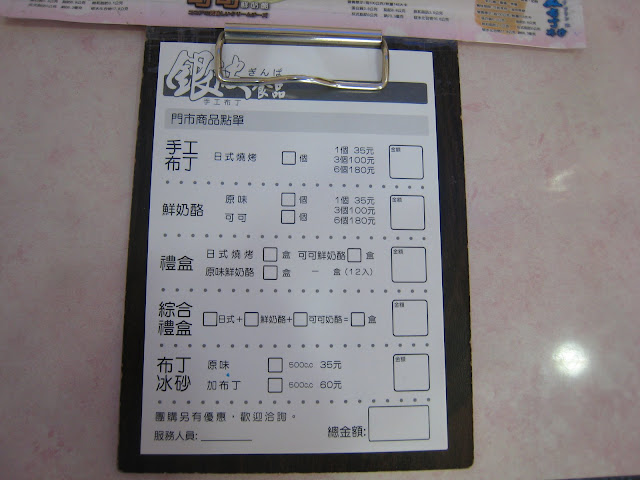 銀
ぎんぱ
食品
手工布丁
門市商品點單
手工布丁 日式燒烤 個 1個 35元 金額
3個100元
6個180元
鮮奶酪 原味 個 1個 35元 金額
可可 個 3個100元
6個180元
禮盒 日式燒烤 盒 可可鮮奶酪 盒 金額
原味鮮奶酪 盒 一 盒(12入)
綜合禮盒 日式+ 鮮奶酪+ 可可奶酪= 盒 金額
布丁冰砂 原味 500c.c 35元 金額
加布丁 500c.c 60元
團購另有優惠,歡迎洽詢。
服務人員:________ 總金額: